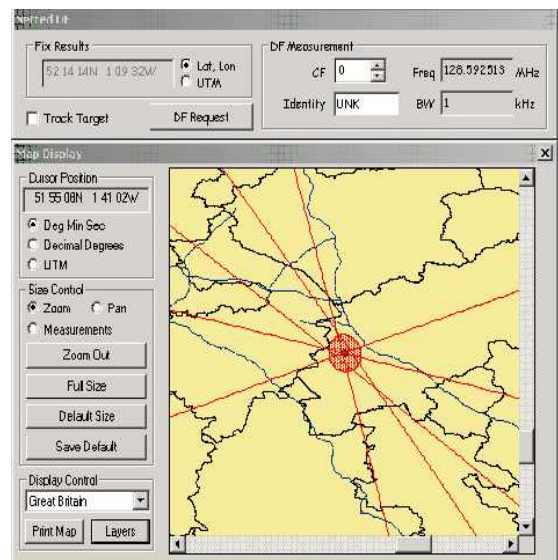 Netted DF
Fix Results
52 14 14N 1 09 32W
Lat, Lon
UTM
Track Target
DF Request
DF Measurement
CF 0
Freq 128.592513 MHz
Identity UNK
BW 1 kHz
Map Display
Cursor Position
51 55 08N 1 41 02W
Deg Min Sec
Decimal Degrees
UTM
Size Control
Zoom Pan
Measurements
Zoom Out
Full Size
Default Size
Save Default
Display Control
Great Britain
Print Map Layers